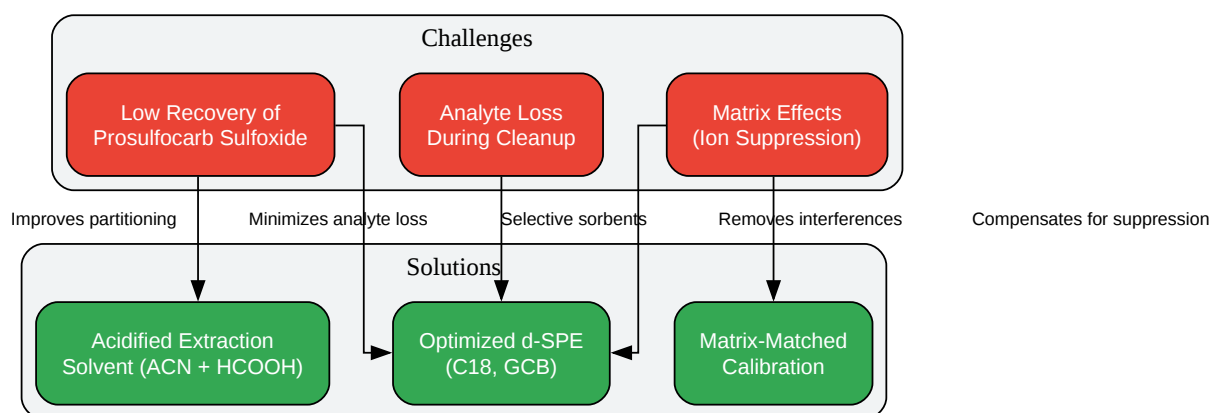 Challenges
Low Recovery of
Prosulfocarb Sulfoxide
Analyte Loss
During Cleanup
Matrix Effects
(Ion Suppression)
Improves partitioning
Minimizes analyte loss
Selective sorbents
Removes interferences
Compensates for suppression
Solutions
Acidified Extraction
Solvent (ACN + HCOOH)
Optimized d-SPE
(C18, GCB)
Matrix-Matched
Calibration